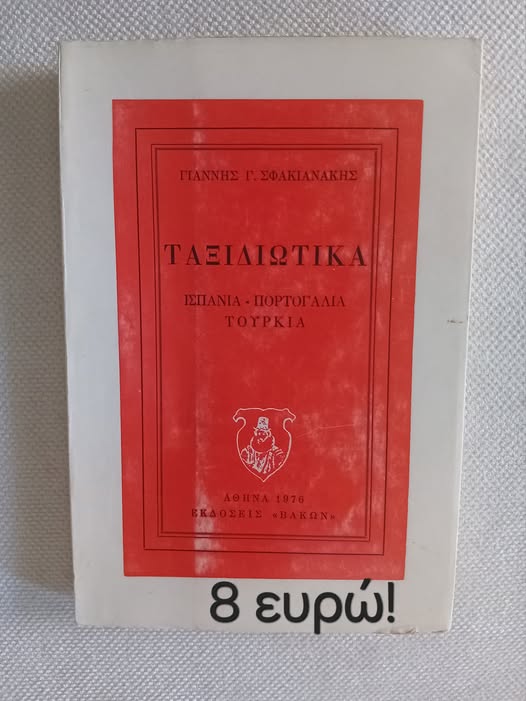 ΓΙΑΝΝΗΣ Γ. ΣΦΑΚΙΑΝΑΚΗΣ
ΤΑΞΙΔΙΩΤΙΚΑ
ΙΣΠΑΝΙΑ - ΠΟΡΤΟΓΑΛΙΑ
ΤΟΥΡΚΙΑ
ΑΘΗΝΑ 1976
ΕΚΔΟΣΕΙΣ «ΒΑΚΩΝ»
8 ευρώ!